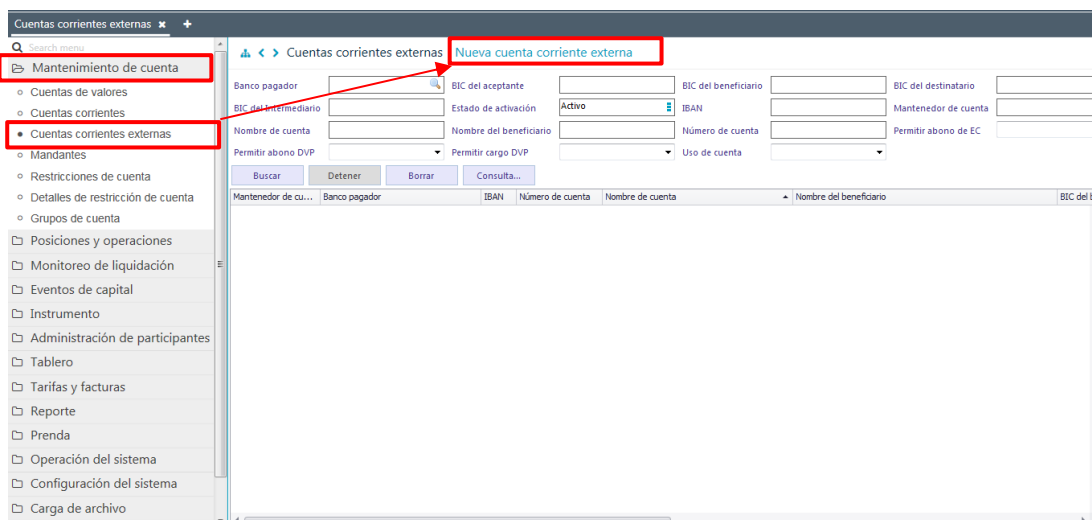 Cuentas corrientes externas × +
Search menu
Mantenimiento de cuenta
Cuentas de valores
Cuentas corrientes
Cuentas corrientes externas
Mandantes
Restricciones de cuenta
Detalles de restricción de cuenta
Grupos de cuenta
Posiciones y operaciones
Monitoreo de liquidación
Eventos de capital
Instrumento
Administración de participantes
Tablero
Tarifas y facturas
Reporte
Prenda
Operación del sistema
Configuración del sistema
Carga de archivo
Cuentas corrientes externas Nueva cuenta corriente externa
Banco pagador BIC del aceptante BIC del beneficiario BIC del destinatario
BIC del Intermediario Estado de activación Activo IBAN Mantenedor de cuenta
Nombre de cuenta Nombre del beneficiario Número de cuenta Permitir abono de EC
Permitir abono DVP Permitir cargo DVP Uso de cuenta
Buscar Detener Borrar Consulta...
Mantenedor de cu... Banco pagador IBAN Número de cuenta Nombre de cuenta Nombre del beneficiario BIC del